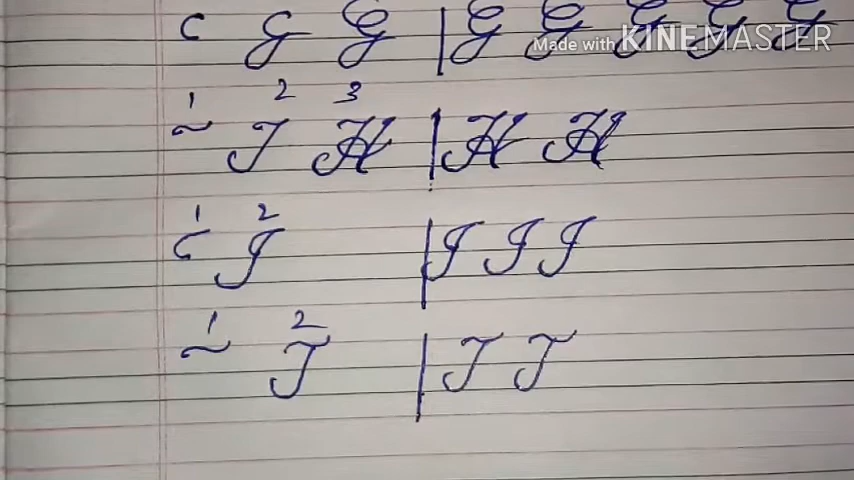 c G G | G G G G G
Made with KINEMASTER
1 2 3
~ J H | H H
1 2
c I | I I I
1 2
~ J | J J